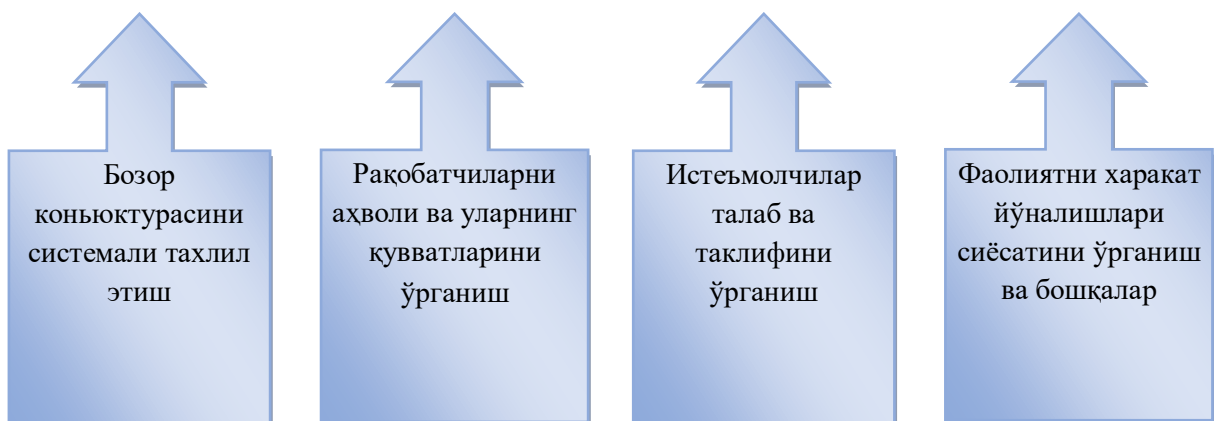 Бозор
коньюктурасини
системали тахлил
этиш
Рақобатчиларни
аҳволи ва уларнинг
қувватларини
ўрганиш
Истеъмолчилар
талаб ва
таклифини
ўрганиш
Фаолиятни харакат
йўналишлари
сиёсатини ўрганиш
ва бошқалар